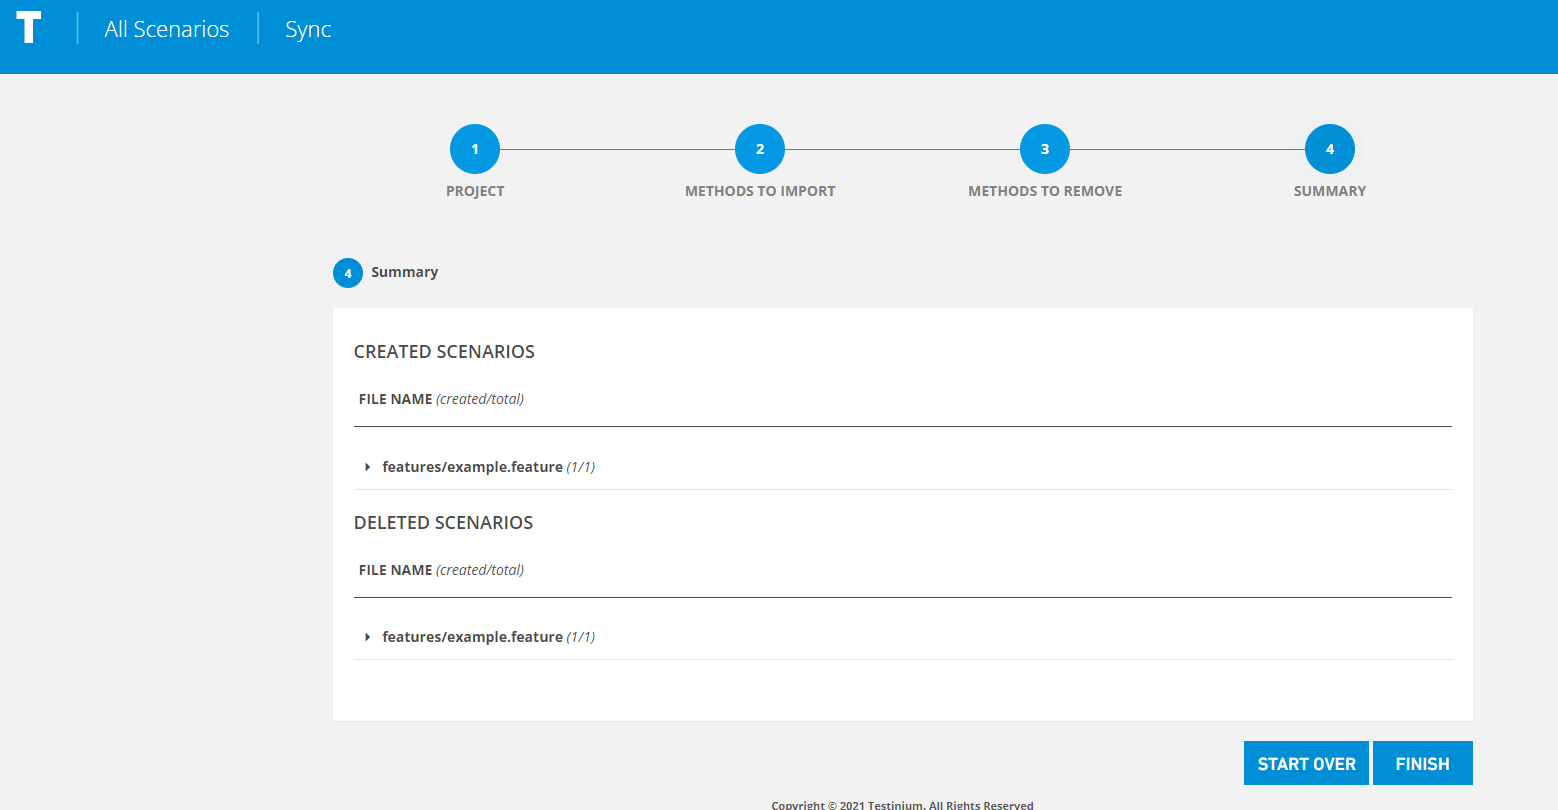 T All Scenarios Sync
1 2 3 4
PROJECT METHODS TO IMPORT METHODS TO REMOVE SUMMARY
4 Summary
CREATED SCENARIOS
FILE NAME (created/total)
features/example.feature (1/1)
DELETED SCENARIOS
FILE NAME (created/total)
features/example.feature (1/1)
START OVER FINISH
Copyright © 2021 Testinium. All Rights Reserved